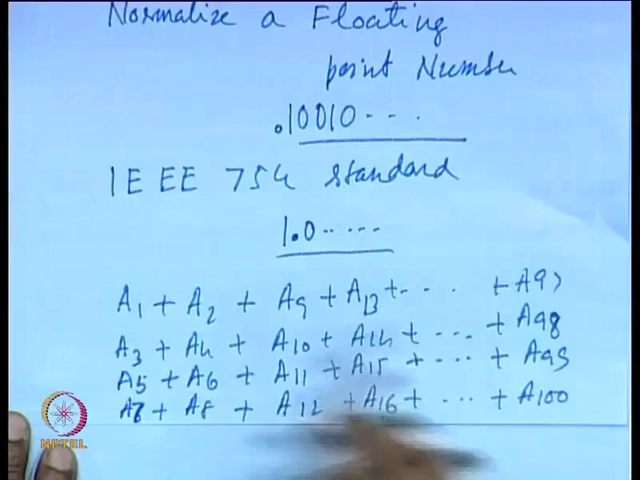 Normalize a Floating
point Number
.10010---.
IEEE 754 standard
1.0-----
A1 + A2 + A9 + A13 + --- . + A97
A3 + A4 + A10 + A14 + --- + A98
A5 + A6 + A11 + A15 + --- + A99
A7 + A8 + A12 + A16 + --- + A100
NPTEL